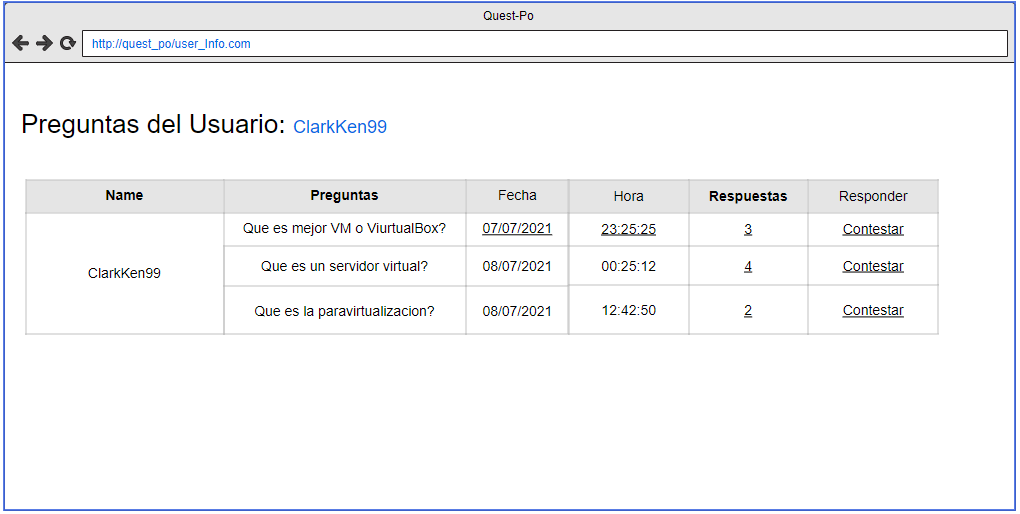 Quest-Po
http://quest_po/user_Info.com
Preguntas del Usuario: ClarkKen99
Name Preguntas Fecha Hora Respuestas Responder
ClarkKen99
Que es mejor VM o ViurtualBox? 07/07/2021 23:25:25 3 Contestar
Que es un servidor virtual? 08/07/2021 00:25:12 4 Contestar
Que es la paravirtualizacion? 08/07/2021 12:42:50 2 Contestar